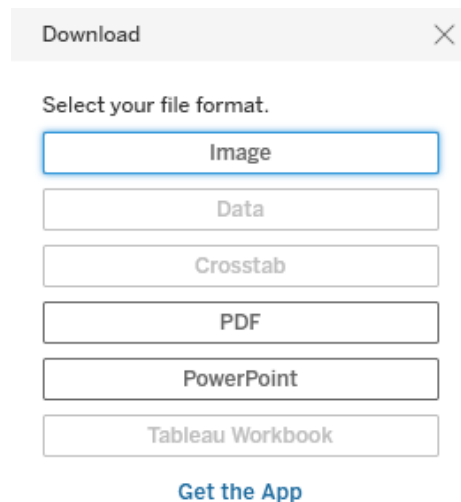 Download
Select your file format.
Image
Data
Crosstab
PDF
PowerPoint
Tableau Workbook
Get the App